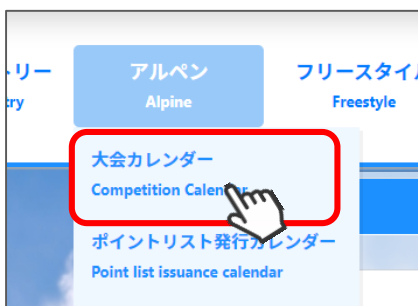 トリー アルペン フリースタイル
Alpine Freestyle
大会カレンダー
Competition Calendar
ポイントリスト発行カレンダー
Point list issuance calendar